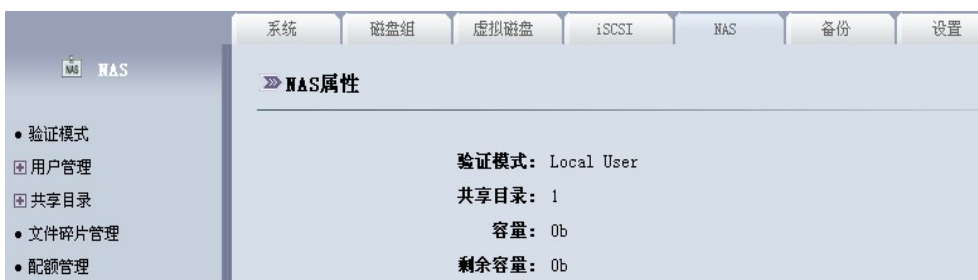 系统 磁盘组 虚拟磁盘 iSCSI NAS 备份 设置
NAS NAS
NAS属性
验证模式
用户管理
共享目录
文件碎片管理
配额管理
验证模式: Local User
共享目录: 1
容量: 0b
剩余容量: 0b